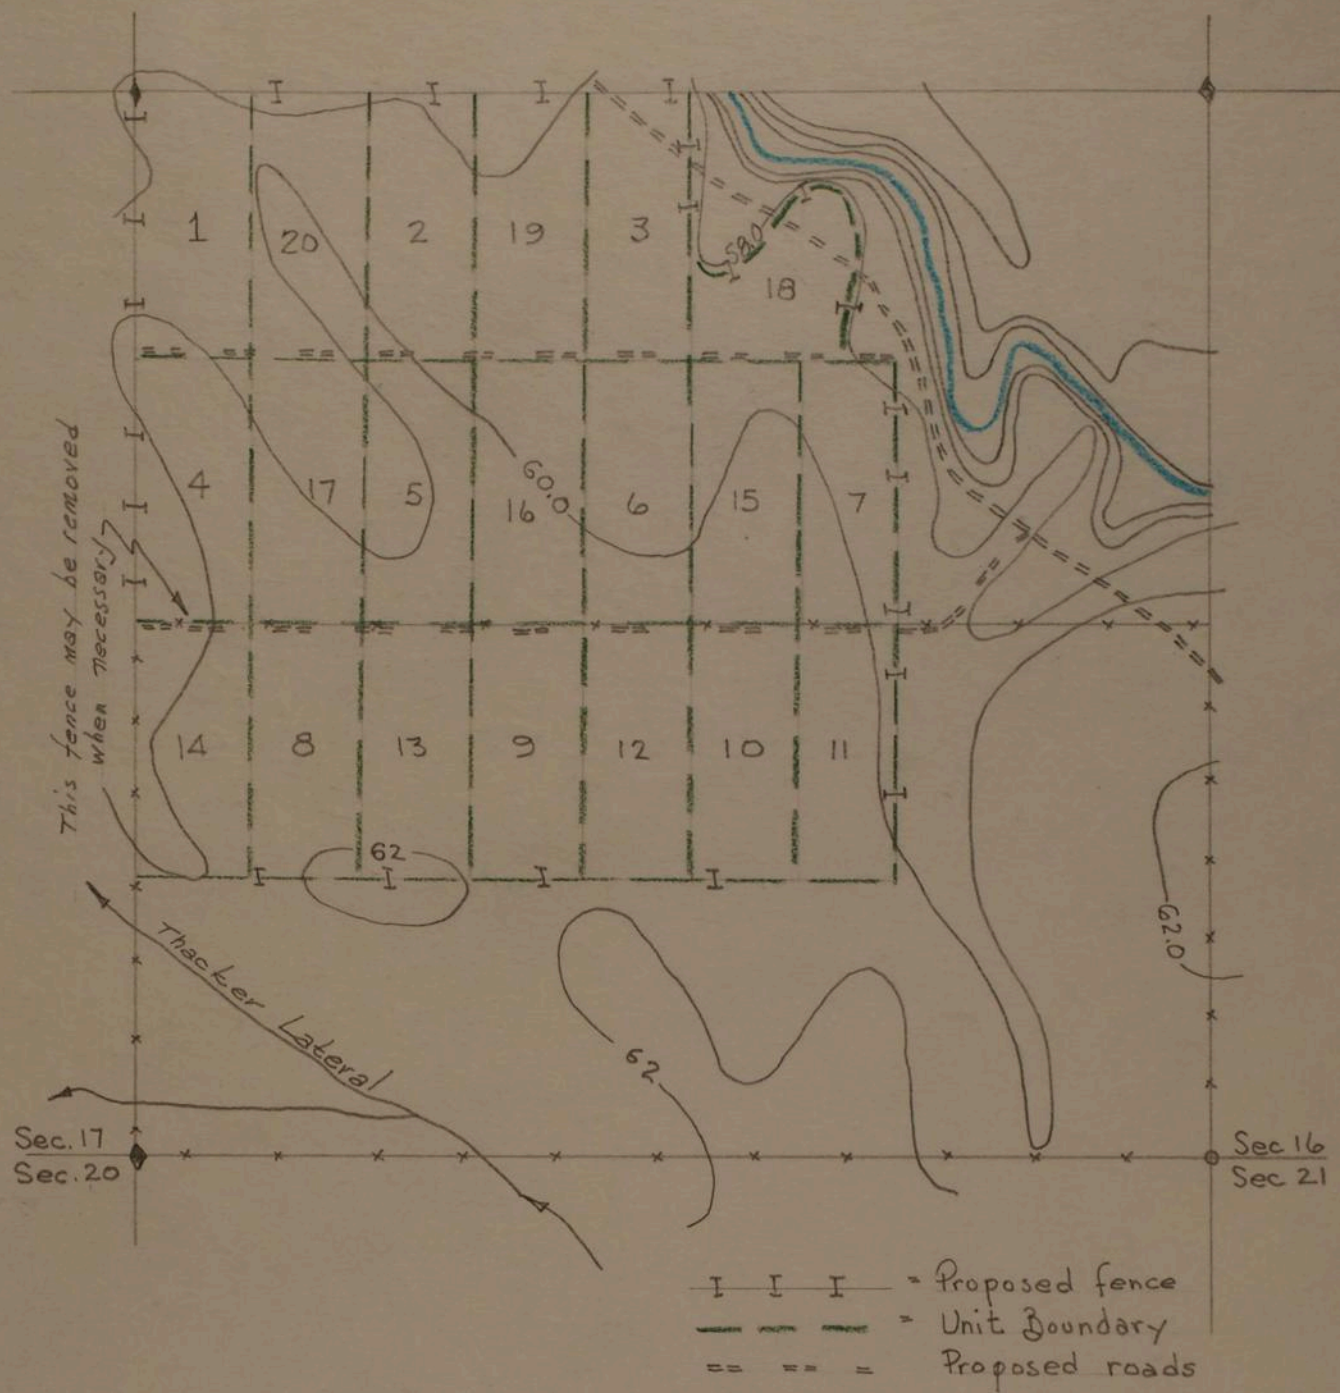 1
20
2
19
3
58.0
18
4
17
5
60.0
16
6
15
7
This fence may be removed
when necessary
14
8
13
9
12
10
11
62
62.0
Thacker Lateral
62
Sec. 17
Sec. 20
Sec 16
Sec 21
I I I = Proposed fence
= Unit Boundary
Proposed roads